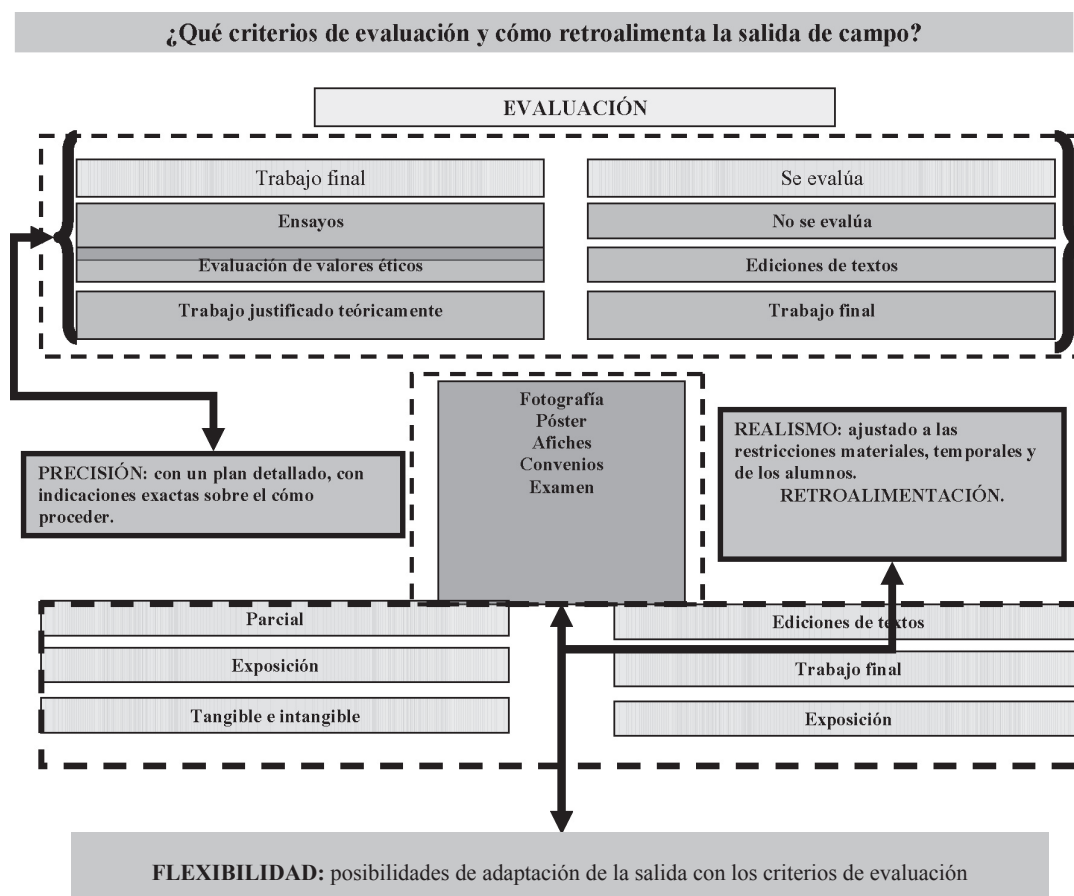 ¿Qué criterios de evaluación y cómo retroalimenta la salida de campo?
EVALUACIÓN
Trabajo final
Ensayos
Evaluación de valores éticos
Trabajo justificado teóricamente
Se evalúa
No se evalúa
Ediciones de textos
Trabajo final
Fotografía
Póster
Afiches
Convenios
Examen
PRECISIÓN: con un plan detallado, con
indicaciones exactas sobre el cómo
proceder.
REALISMO: ajustado a las
restricciones materiales, temporales y
de los alumnos.
RETROALIMENTACIÓN.
Parcial
Exposición
Tangible e intangible
Ediciones de textos
Trabajo final
Exposición
FLEXIBILIDAD: posibilidades de adaptación de la salida con los criterios de evaluación